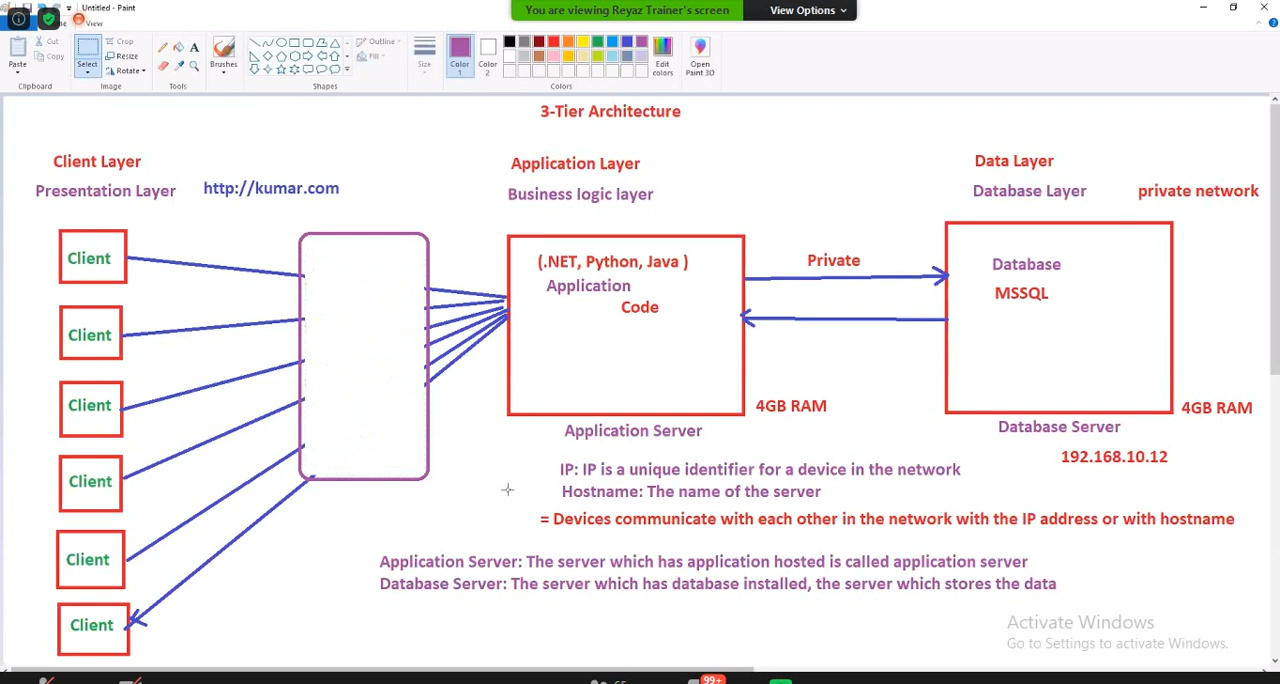 Untitled - Paint
You are viewing Reyaz Trainer's screen
View Options
View
Paste
Cut
Copy
Select
Crop
Resize
Rotate
Brushes
Outline
Fill
Size
Color 1
Color 2
Edit colors
Open Paint 3D
Clipboard
Image
Tools
Shapes
Colors
3-Tier Architecture
Client Layer
Presentation Layer
http://kumar.com
Application Layer
Business logic layer
Data Layer
Database Layer
private network
Client
Client
Client
Client
Client
Client
(.NET, Python, Java )
Application
Code
Private
Database
MSSQL
4GB RAM
4GB RAM
Application Server
Database Server
192.168.10.12
IP: IP is a unique identifier for a device in the network
Hostname: The name of the server
= Devices communicate with each other in the network with the IP address or with hostname
Application Server: The server which has application hosted is called application server
Database Server: The server which has database installed, the server which stores the data
Activate Windows
Go to Settings to activate Windows.
99+